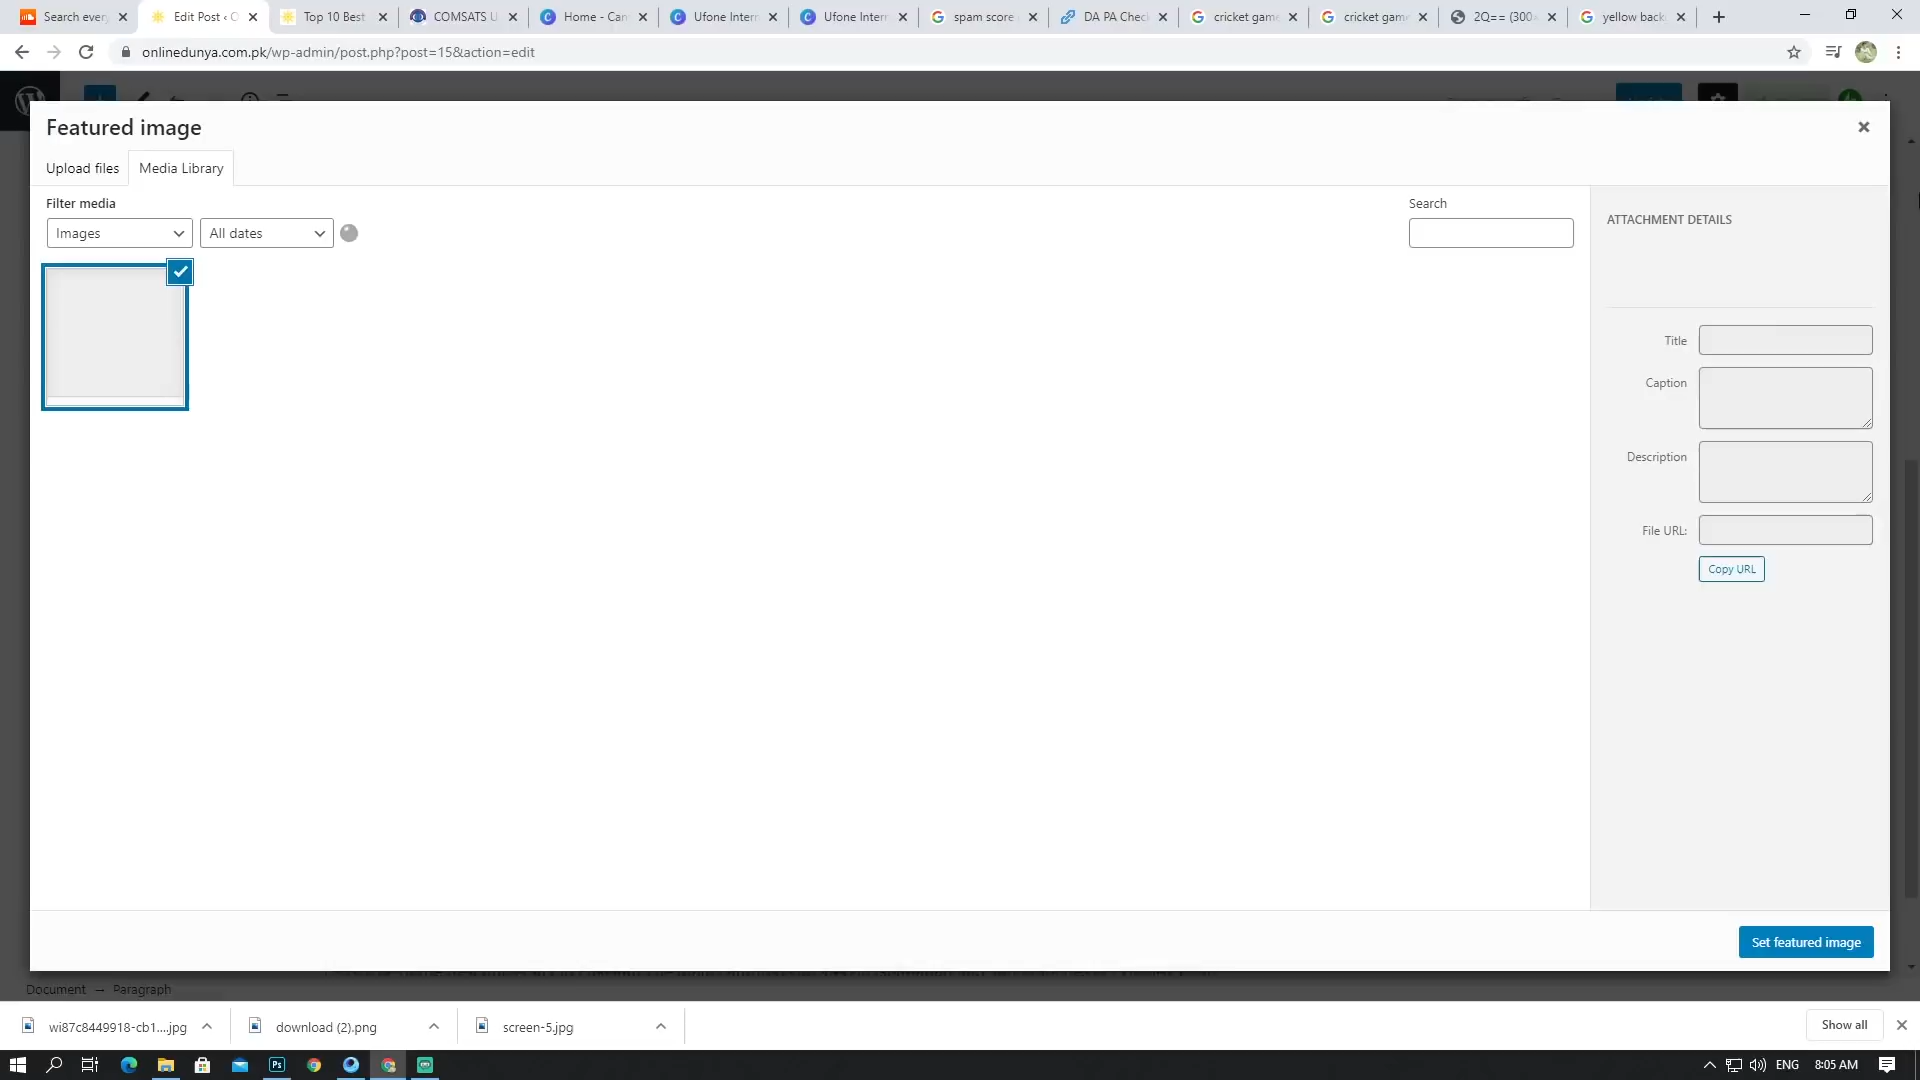 Search ever
Edit Post ‹ O
Top 10 Best
COMSATS U
Home - Can
Ufone Intern
Ufone Intern
spam score
DA PA Chec
cricket game
cricket game
2Q== (300×
yellow back
onlinedunya.com.pk/wp-admin/post.php?post=15&action=edit
Featured image
Upload files
Media Library
Filter media
Search
Images
All dates
ATTACHMENT DETAILS
Title
Caption
Description
File URL:
Copy URL
Set featured image
Document → Paragraph
wi87c8449918-cb1....jpg
download (2).png
screen-5.jpg
Show all
Ps
ENG
8:05 AM